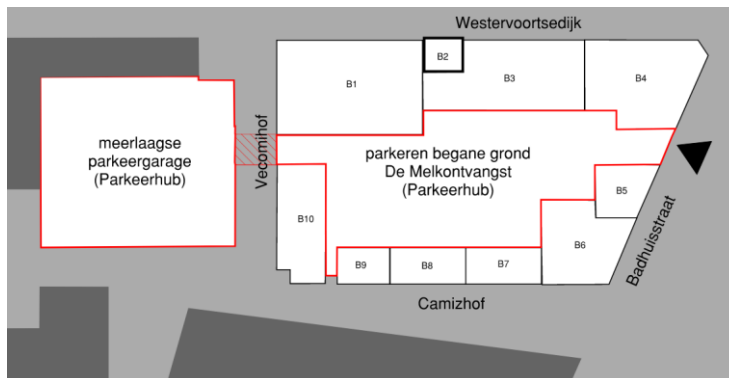 Westervoortsedijk
B1
B2
B3
B4
meerlaagse
parkeergarage
(Parkeerhub)
Vecomihof
parkeren begane grond
De Melkontvangst
(Parkeerhub)
B5
Badhuisstraat
B10
B6
B9
B8
B7
Camizhof